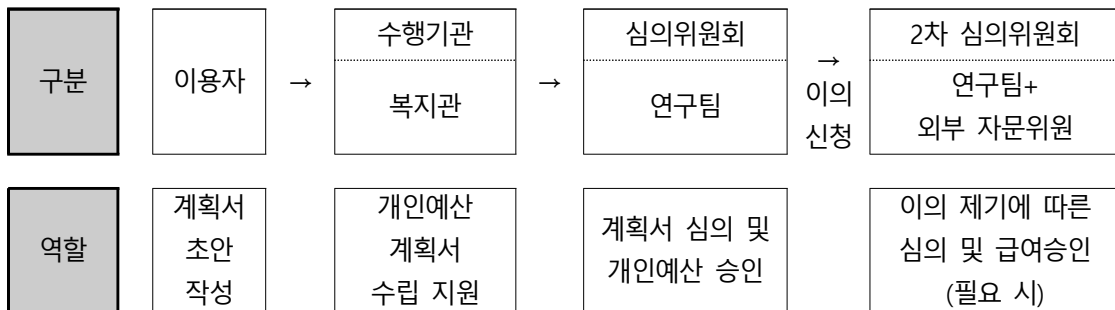 구분
이용자
→
수행기관
복지관
→
심의위원회
연구팀
→
이의
신청
2차 심의위원회
연구팀+
외부 자문위원
역할
계획서
초안
작성
개인예산
계획서
수립 지원
계획서 심의 및
개인예산 승인
이의 제기에 따른
심의 및 급여승인
(필요 시)